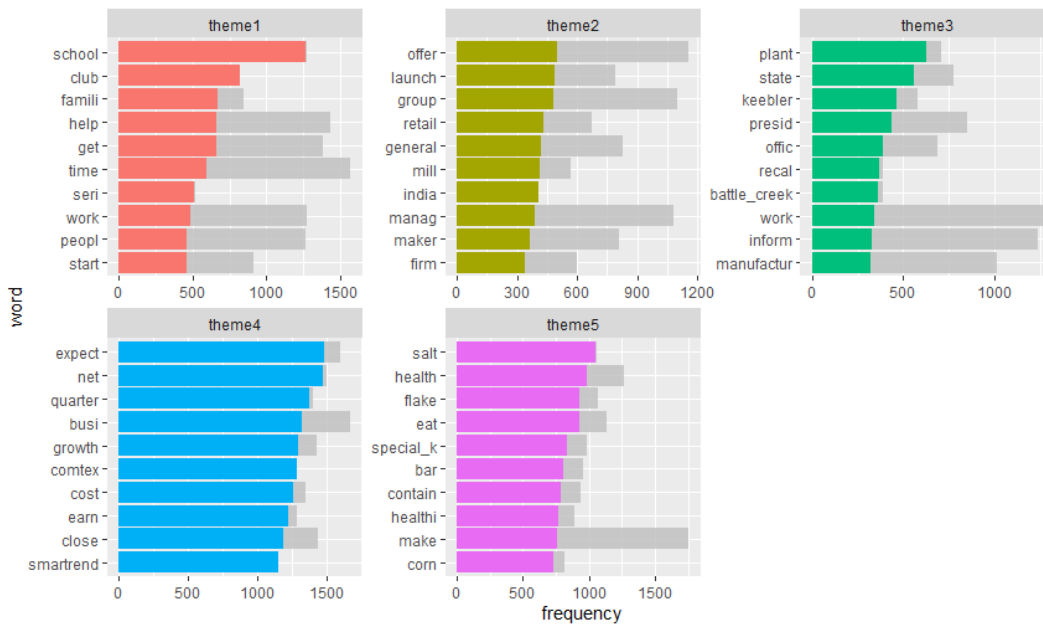 theme1
theme2
theme3
school
club
famili
help
get
time
seri
work
peopl
start
0
500
1000
1500
offer
launch
group
retail
general
mill
india
manag
maker
firm
0
300
600
900
1200
plant
state
keebler
presid
offic
recal
battle_creek
work
inform
manufactur
0
500
1000
word
theme4
theme5
expect
net
quarter
busi
growth
comtex
cost
earn
close
smartrend
0
500
1000
1500
salt
health
flake
eat
special_k
bar
contain
healthi
make
corn
0
500
1000
1500
frequency